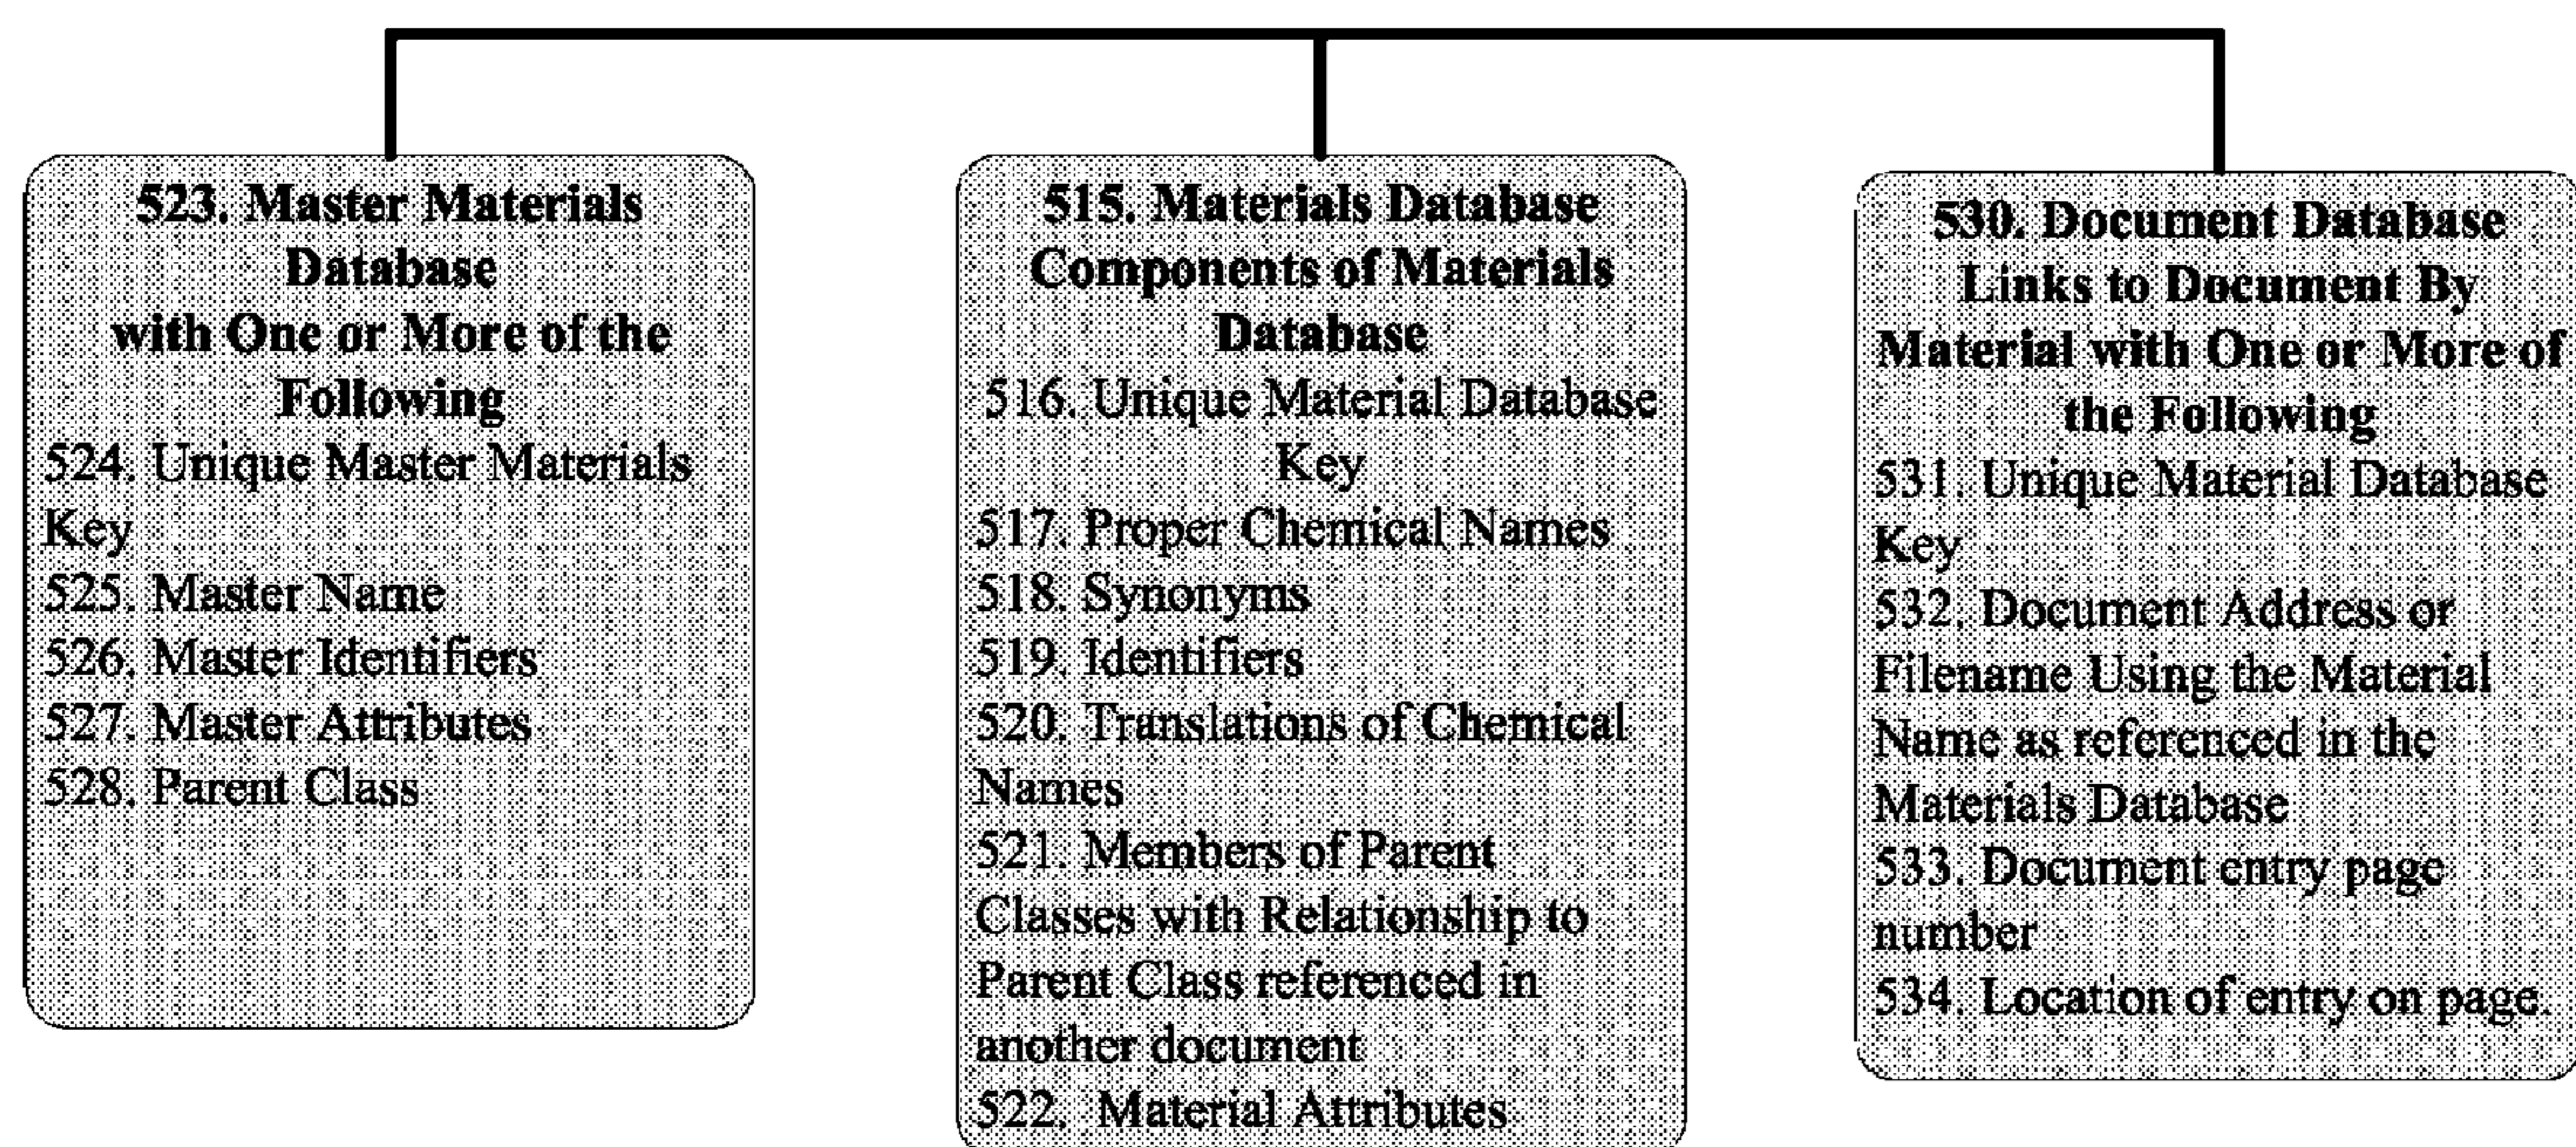 523. Master Materials
Database
with One or More of the
Following
524. Unique Master Materials
Key
525. Master Name
526. Master Identifiers
527. Master Attributes
528. Parent Class
515. Materials Database
Components of Materials
Database
516. Unique Material Database
Key
517. Proper Chemical Names
518. Synonyms
519. Identifiers
520. Translations of Chemical
Names
521. Members of Parent
Classes with Relationship to
Parent Class referenced in
another document
522. Material Attributes
530. Document Database
Links to Document By
Material with One or More of
the Following
531. Unique Material Database
Key
532. Document Address or
Filename Using the Material
Name as referenced in the
Materials Database
533. Document entry page
number
534. Location of entry on page.